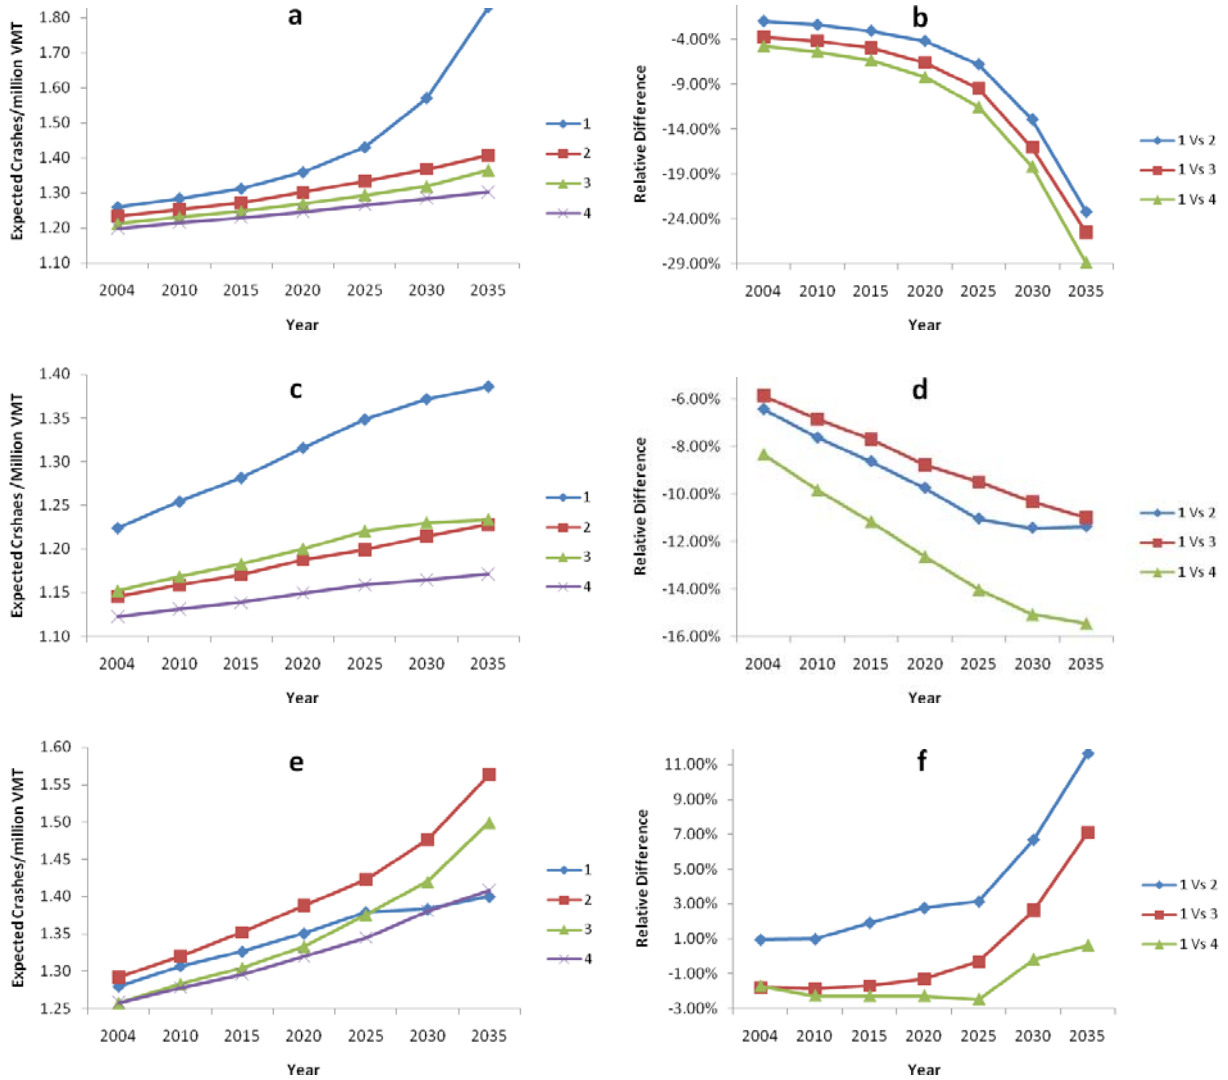 a
Expected Crashes/million VMT
1.80
1.70
1.60
1.50
1.40
1.30
1.20
1.10
2004 2010 2015 2020 2025 2030 2035
Year
1
2
3
4
b
Relative Difference
-4.00%
-9.00%
-14.00%
-19.00%
-24.00%
-29.00%
2004 2010 2015 2020 2025 2030 2035
Year
1 Vs 2
1 Vs 3
1 Vs 4
c
Expected Crshaes /Million VMT
1.40
1.35
1.30
1.25
1.20
1.15
1.10
2004 2010 2015 2020 2025 2030 2035
Year
1
2
3
4
d
Relative Difference
-6.00%
-8.00%
-10.00%
-12.00%
-14.00%
-16.00%
2004 2010 2015 2020 2025 2030 2035
Year
1 Vs 2
1 Vs 3
1 Vs 4
e
Expected Crashes/million VMT
1.60
1.55
1.50
1.45
1.40
1.35
1.30
1.25
2004 2010 2015 2020 2025 2030 2035
Year
1
2
3
4
f
Relative Difference
11.00%
9.00%
7.00%
5.00%
3.00%
1.00%
-1.00%
-3.00%
2004 2010 2015 2020 2025 2030 2035
Year
1 Vs 2
1 Vs 3
1 Vs 4